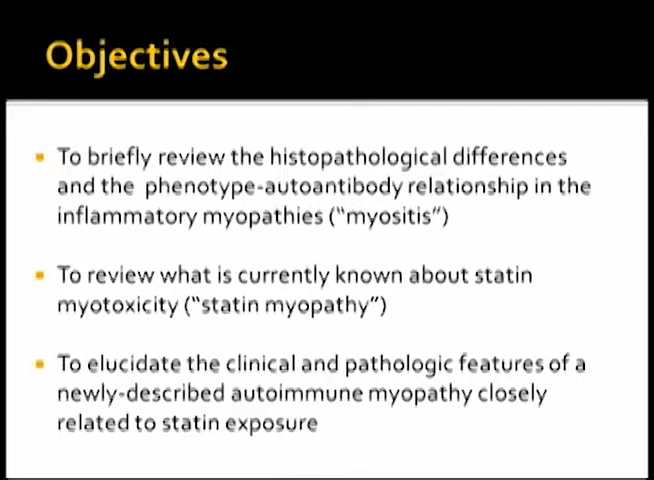 Objectives
▪ To briefly review the histopathological differences
and the phenotype-autoantibody relationship in the
inflammatory myopathies ("myositis")
▪ To review what is currently known about statin
myotoxicity ("statin myopathy")
▪ To elucidate the clinical and pathologic features of a
newly-described autoimmune myopathy closely
related to statin exposure